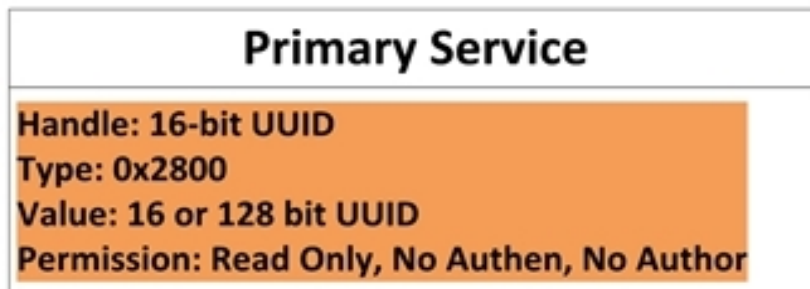 Primary Service
Handle: 16-bit UUID
Type: 0x2800
Value: 16 or 128 bit UUID
Permission: Read Only, No Authen, No Author